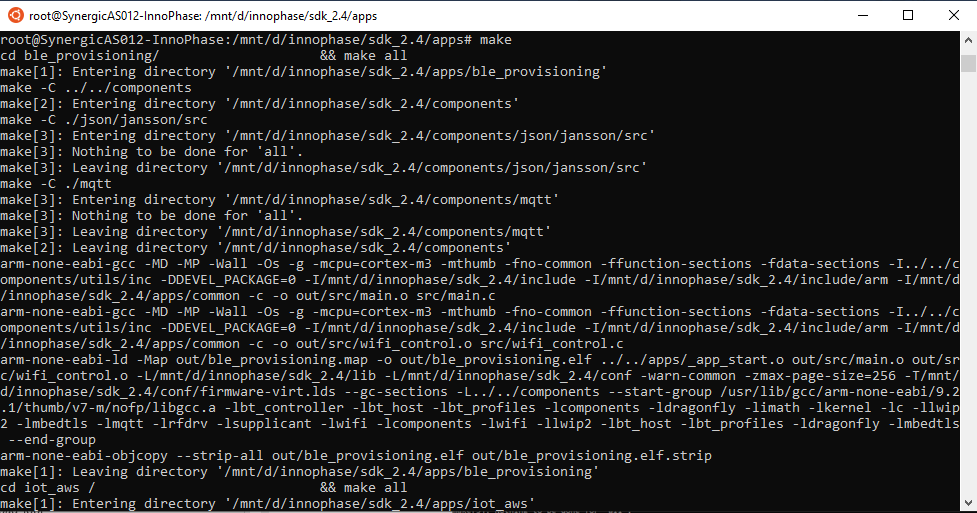 root@SynergicAS012-InnoPhase: /mnt/d/innophase/sdk_2.4/apps
root@SynergicAS012-InnoPhase:/mnt/d/innophase/sdk_2.4/apps# make
cd ble_provisioning/                    && make all
make[1]: Entering directory '/mnt/d/innophase/sdk_2.4/apps/ble_provisioning'
make -C ../../components
make[2]: Entering directory '/mnt/d/innophase/sdk_2.4/components'
make -C ./json/jansson/src
make[3]: Entering directory '/mnt/d/innophase/sdk_2.4/components/json/jansson/src'
make[3]: Nothing to be done for 'all'.
make[3]: Leaving directory '/mnt/d/innophase/sdk_2.4/components/json/jansson/src'
make -C ./mqtt
make[3]: Entering directory '/mnt/d/innophase/sdk_2.4/components/mqtt'
make[3]: Nothing to be done for 'all'.
make[3]: Leaving directory '/mnt/d/innophase/sdk_2.4/components/mqtt'
make[2]: Leaving directory '/mnt/d/innophase/sdk_2.4/components'
arm-none-eabi-gcc -MD -MP -Wall -Os -g -mcpu=cortex-m3 -mthumb -fno-common -ffunction-sections -fdata-sections -I../../c
omponents/utils/inc -DDEVEL_PACKAGE=0 -I/mnt/d/innophase/sdk_2.4/include -I/mnt/d/innophase/sdk_2.4/include/arm -I/mnt/d
/innophase/sdk_2.4/apps/common -c -o out/src/main.o src/main.c
arm-none-eabi-gcc -MD -MP -Wall -Os -g -mcpu=cortex-m3 -mthumb -fno-common -ffunction-sections -fdata-sections -I../../c
omponents/utils/inc -DDEVEL_PACKAGE=0 -I/mnt/d/innophase/sdk_2.4/include -I/mnt/d/innophase/sdk_2.4/include/arm -I/mnt/d
/innophase/sdk_2.4/apps/common -c -o out/src/wifi_control.o src/wifi_control.c
arm-none-eabi-ld -Map out/ble_provisioning.map -o out/ble_provisioning.elf ../../apps/_app_start.o out/src/main.o out/sr
c/wifi_control.o -L/mnt/d/innophase/sdk_2.4/lib -L/mnt/d/innophase/sdk_2.4/conf -warn-common -zmax-page-size=256 -T/mnt/
d/innophase/sdk_2.4/conf/firmware-virt.lds --gc-sections -L../../components --start-group /usr/lib/gcc/arm-none-eabi/9.2
.1/thumb/v7-m/nofp/libgcc.a -lbt_controller -lbt_host -lbt_profiles -lcomponents -ldragonfly -limath -lkernel -lc -llwip
2 -lmbedtls -lmqtt -lrfdrv -lsupplicant -lwifi -lcomponents -lwifi -llwip2 -lbt_host -lbt_profiles -ldragonfly -lmbedtls
 --end-group
arm-none-eabi-objcopy --strip-all out/ble_provisioning.elf out/ble_provisioning.elf.strip
make[1]: Leaving directory '/mnt/d/innophase/sdk_2.4/apps/ble_provisioning'
cd iot_aws /                            && make all
make[1]: Entering directory '/mnt/d/innophase/sdk_2.4/apps/iot_aws'